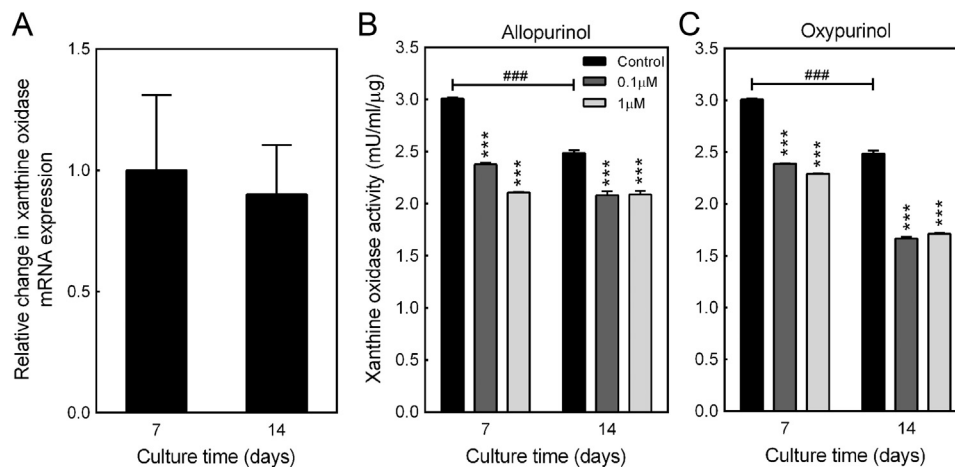 A
Relative change in xanthine oxidase
mRNA expression
1.5
1.0
0.5
0.0
7
14
Culture time (days)
B
Allopurinol
Xanthine oxidase activity (mU/ml/μg)
3.5
3.0
2.5
2.0
1.5
1.0
0.5
0.0
###
Control
0.1μM
1μM
***
***
***
***
7
14
Culture time (days)
C
Oxypurinol
3.5
3.0
2.5
2.0
1.5
1.0
0.5
0.0
###
***
***
***
***
7
14
Culture time (days)